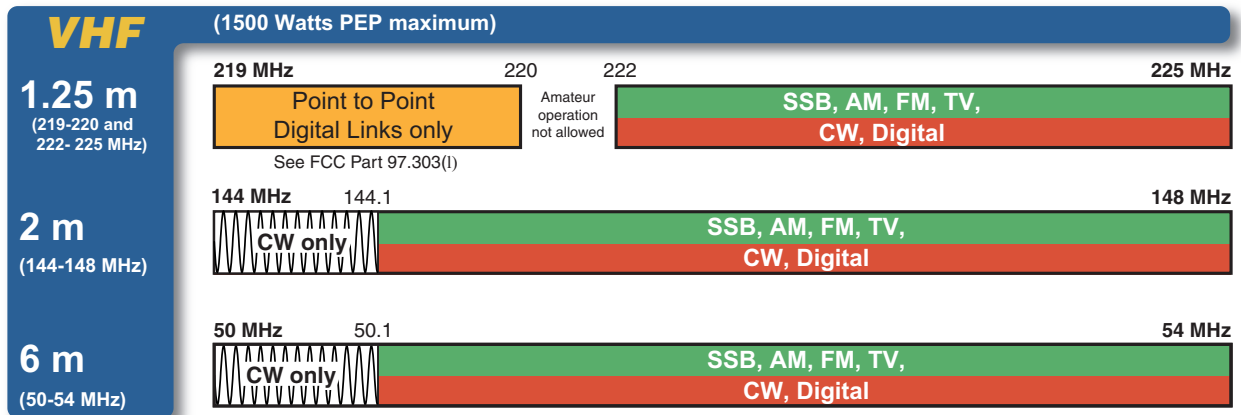 VHF
(1500 Watts PEP maximum)
1.25 m
(219-220 and
222- 225 MHz)
219 MHz 220 222 225 MHz
Point to Point
Digital Links only
Amateur
operation
not allowed
SSB, AM, FM, TV,
CW, Digital
See FCC Part 97.303(l)
2 m
(144-148 MHz)
144 MHz 144.1 148 MHz
CW only
SSB, AM, FM, TV,
CW, Digital
6 m
(50-54 MHz)
50 MHz 50.1 54 MHz
CW only
SSB, AM, FM, TV,
CW, Digital